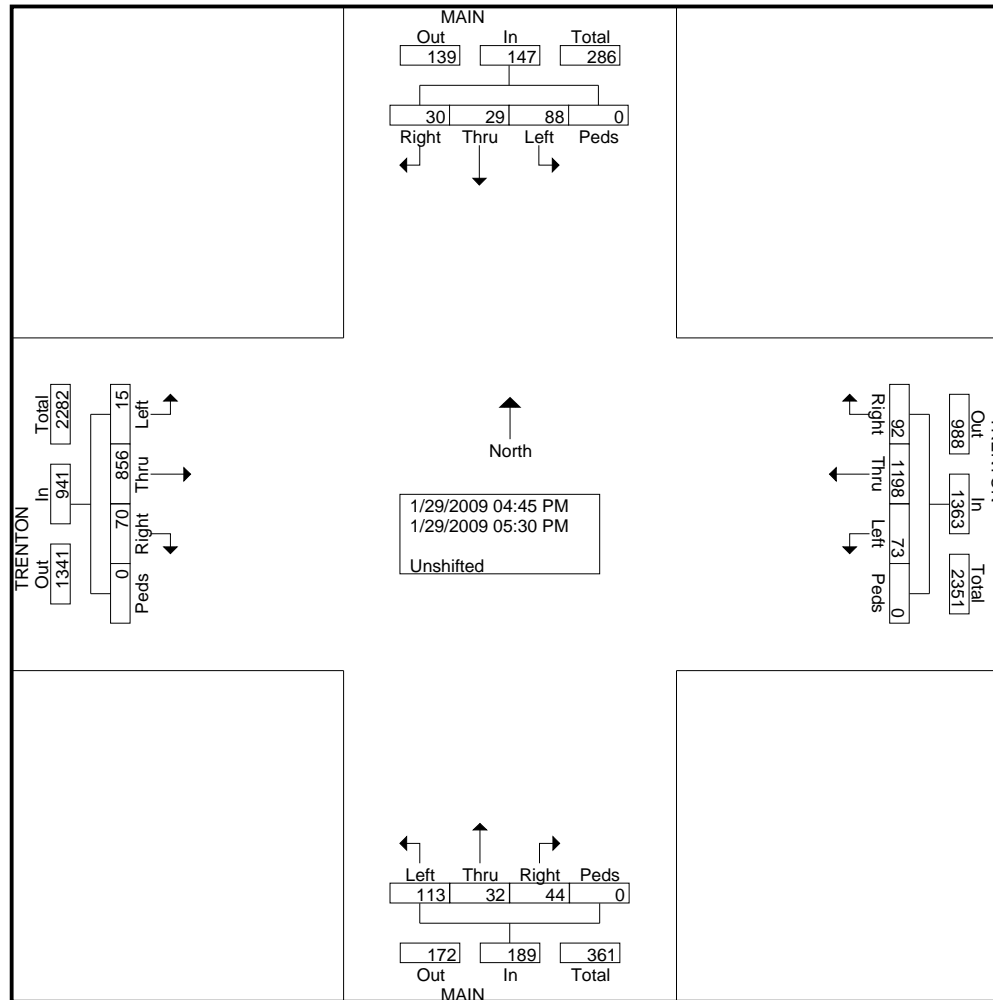 MAIN
Out In Total
139 147 286
30 29 88 0
Right Thru Left Peds
TRENTON
Total In Out
2282 941 1341
15 856 70 0
Left Thru Right Peds
North
1/29/2009 04:45 PM
1/29/2009 05:30 PM
Unshifted
Right Thru Left Peds
92 1198 73 0
988 1363 2351
Out In Total
Left Thru Right Peds
113 32 44 0
172 189 361
Out In Total
MAIN